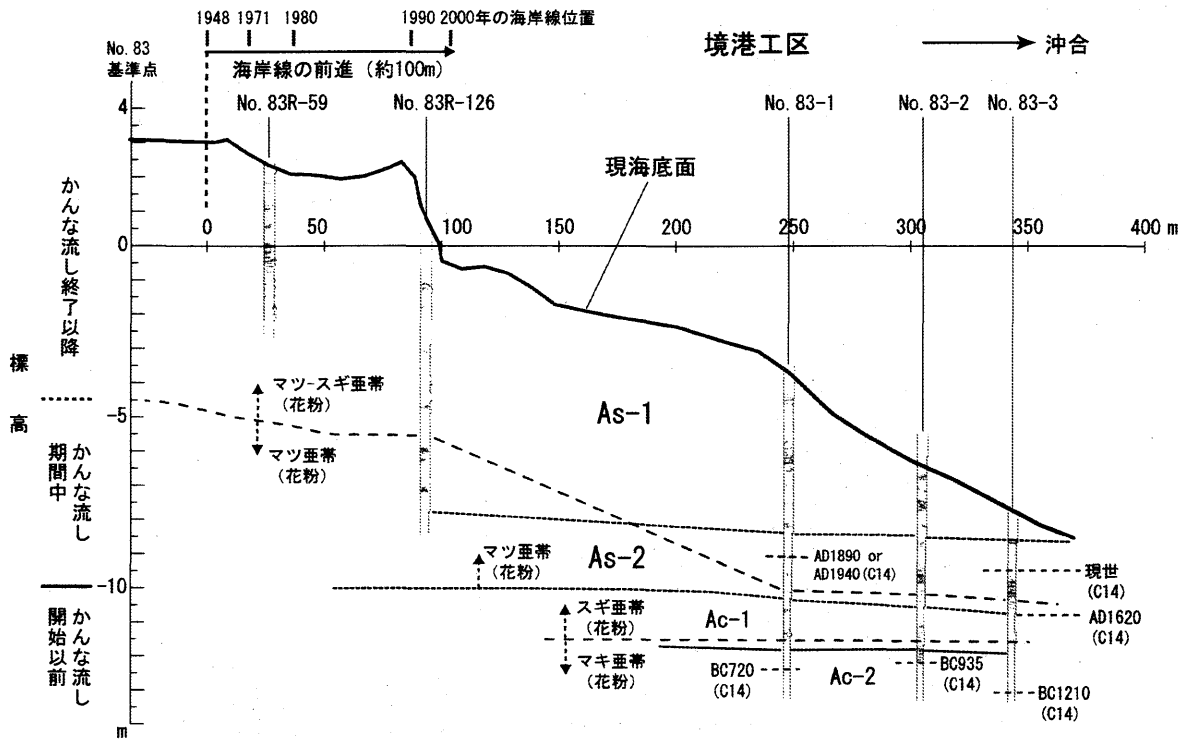 1948 1971 1980 1990 2000年の海岸線位置
No.83
基準点
海岸線の前進（約100m）
境港工区
沖合
No.83R-59
No.83R-126
No.83-1
No.83-2
No.83-3
現海底面
4
0
-5
-10
m
0 50 100 150 200 250 300 350 400 m
標高
かんな流し終了以降
かんな流し
期間中
かんな流し
開始以前
マツ-スギ亜帯
(花粉)
マツ亜帯
(花粉)
As-1
As-2
マツ亜帯
(花粉)
AD1890 or
AD1940(C14)
現世
(C14)
スギ亜帯
(花粉)
Ac-1
AD1620
(C14)
マキ亜帯
(花粉)
BC720
(C14)
Ac-2
BC935
(C14)
BC1210
(C14)